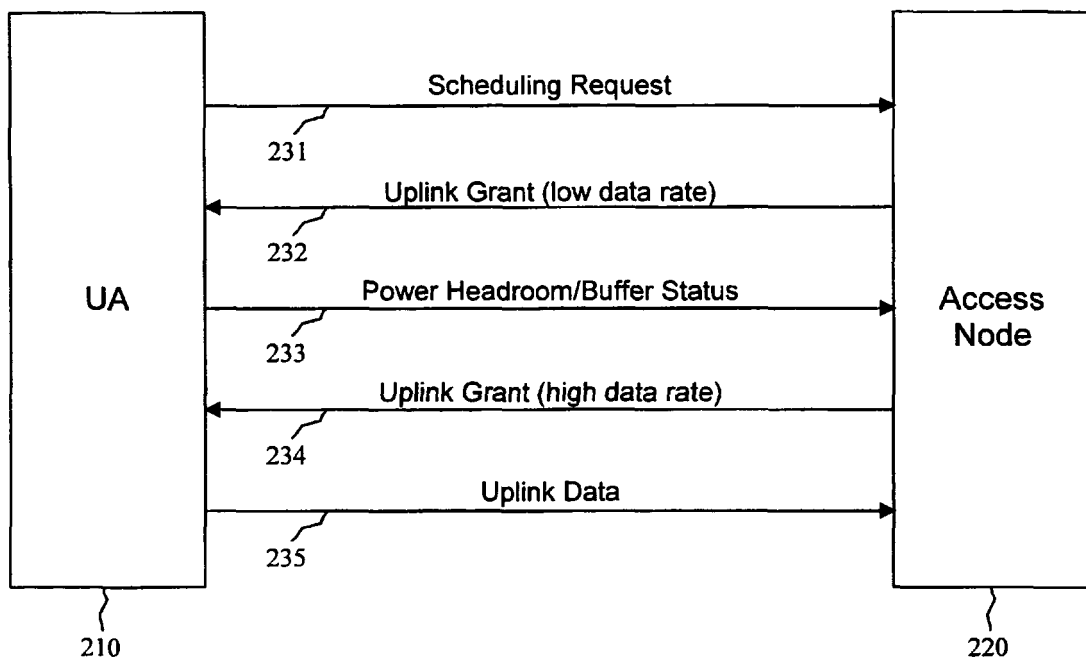 Scheduling Request
231
Uplink Grant (low data rate)
232
UA
Power Headroom/Buffer Status
Access
Node
233
Uplink Grant (high data rate)
234
Uplink Data
235
210
220